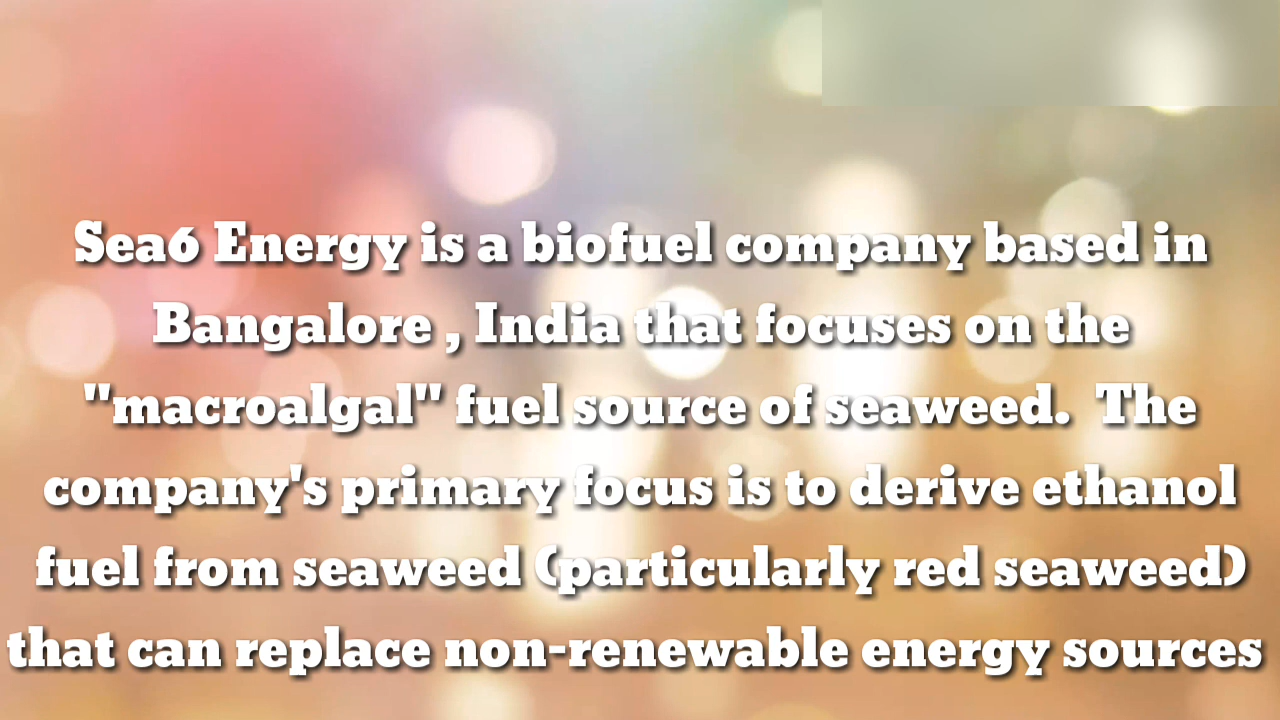 Sea6 Energy is a biofuel company based in
Bangalore , India that focuses on the
"macroalgal" fuel source of seaweed.  The
company's primary focus is to derive ethanol
fuel from seaweed (particularly red seaweed)
that can replace non-renewable energy sources